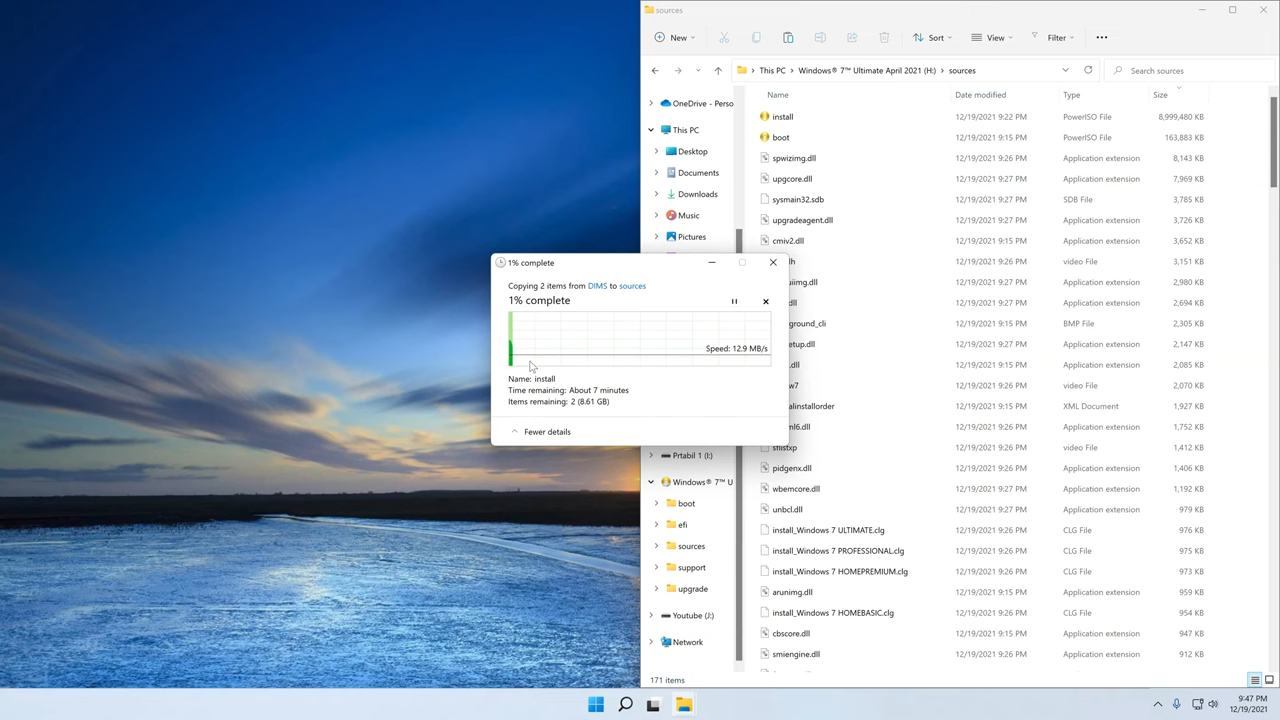 sources
New
Sort
View
Filter
This PC
Windows® 7™ Ultimate April 2021 (H:)
sources
Search sources
Name
Date modified
Type
Size
OneDrive - Perso
This PC
Desktop
Documents
Downloads
Music
Pictures
Prtabil 1 (I:)
Windows® 7™ U
boot
efi
sources
support
upgrade
Youtube (J:)
Network
install 12/19/2021 9:22 PM PowerISO File 8,999,480 KB
boot 12/19/2021 9:15 PM PowerISO File 163,883 KB
spwizimg.dll 12/19/2021 9:26 PM Application extension 8,143 KB
upgcore.dll 12/19/2021 9:27 PM Application extension 7,969 KB
sysmain32.sdb 12/19/2021 9:27 PM SDB File 3,785 KB
upgradeagent.dll 12/19/2021 9:27 PM Application extension 3,726 KB
cmiv2.dll 12/19/2021 9:15 PM Application extension 3,652 KB
lh 12/19/2021 9:26 PM video File 3,151 KB
uiimg.dll 12/19/2021 9:27 PM Application extension 2,980 KB
dll 12/19/2021 9:27 PM Application extension 2,694 KB
ground_cli 12/19/2021 9:15 PM BMP File 2,305 KB
etup.dll 12/19/2021 9:27 PM Application extension 2,147 KB
.dll 12/19/2021 9:15 PM Application extension 2,085 KB
w7 12/19/2021 9:26 PM video File 2,070 KB
alinstallorder 12/19/2021 9:15 PM XML Document 1,927 KB
ml6.dll 12/19/2021 9:26 PM Application extension 1,752 KB
sflistxp 12/19/2021 9:26 PM video File 1,412 KB
pidgenx.dll 12/19/2021 9:26 PM Application extension 1,406 KB
wbemcore.dll 12/19/2021 9:27 PM Application extension 1,192 KB
unbcl.dll 12/19/2021 9:27 PM Application extension 979 KB
install_Windows 7 ULTIMATE.clg 12/19/2021 9:26 PM CLG File 976 KB
install_Windows 7 PROFESSIONAL.clg 12/19/2021 9:26 PM CLG File 975 KB
install_Windows 7 HOMEPREMIUM.clg 12/19/2021 9:26 PM CLG File 973 KB
arunimg.dll 12/19/2021 9:15 PM Application extension 959 KB
install_Windows 7 HOMEBASIC.clg 12/19/2021 9:26 PM CLG File 954 KB
cbscore.dll 12/19/2021 9:15 PM Application extension 947 KB
smiengine.dll 12/19/2021 9:26 PM Application extension 912 KB
171 items
1% complete
Copying 2 items from DIMS to sources
1% complete
Speed: 12.9 MB/s
Name: install
Time remaining: About 7 minutes
Items remaining: 2 (8.61 GB)
Fewer details
9:47 PM
12/19/2021